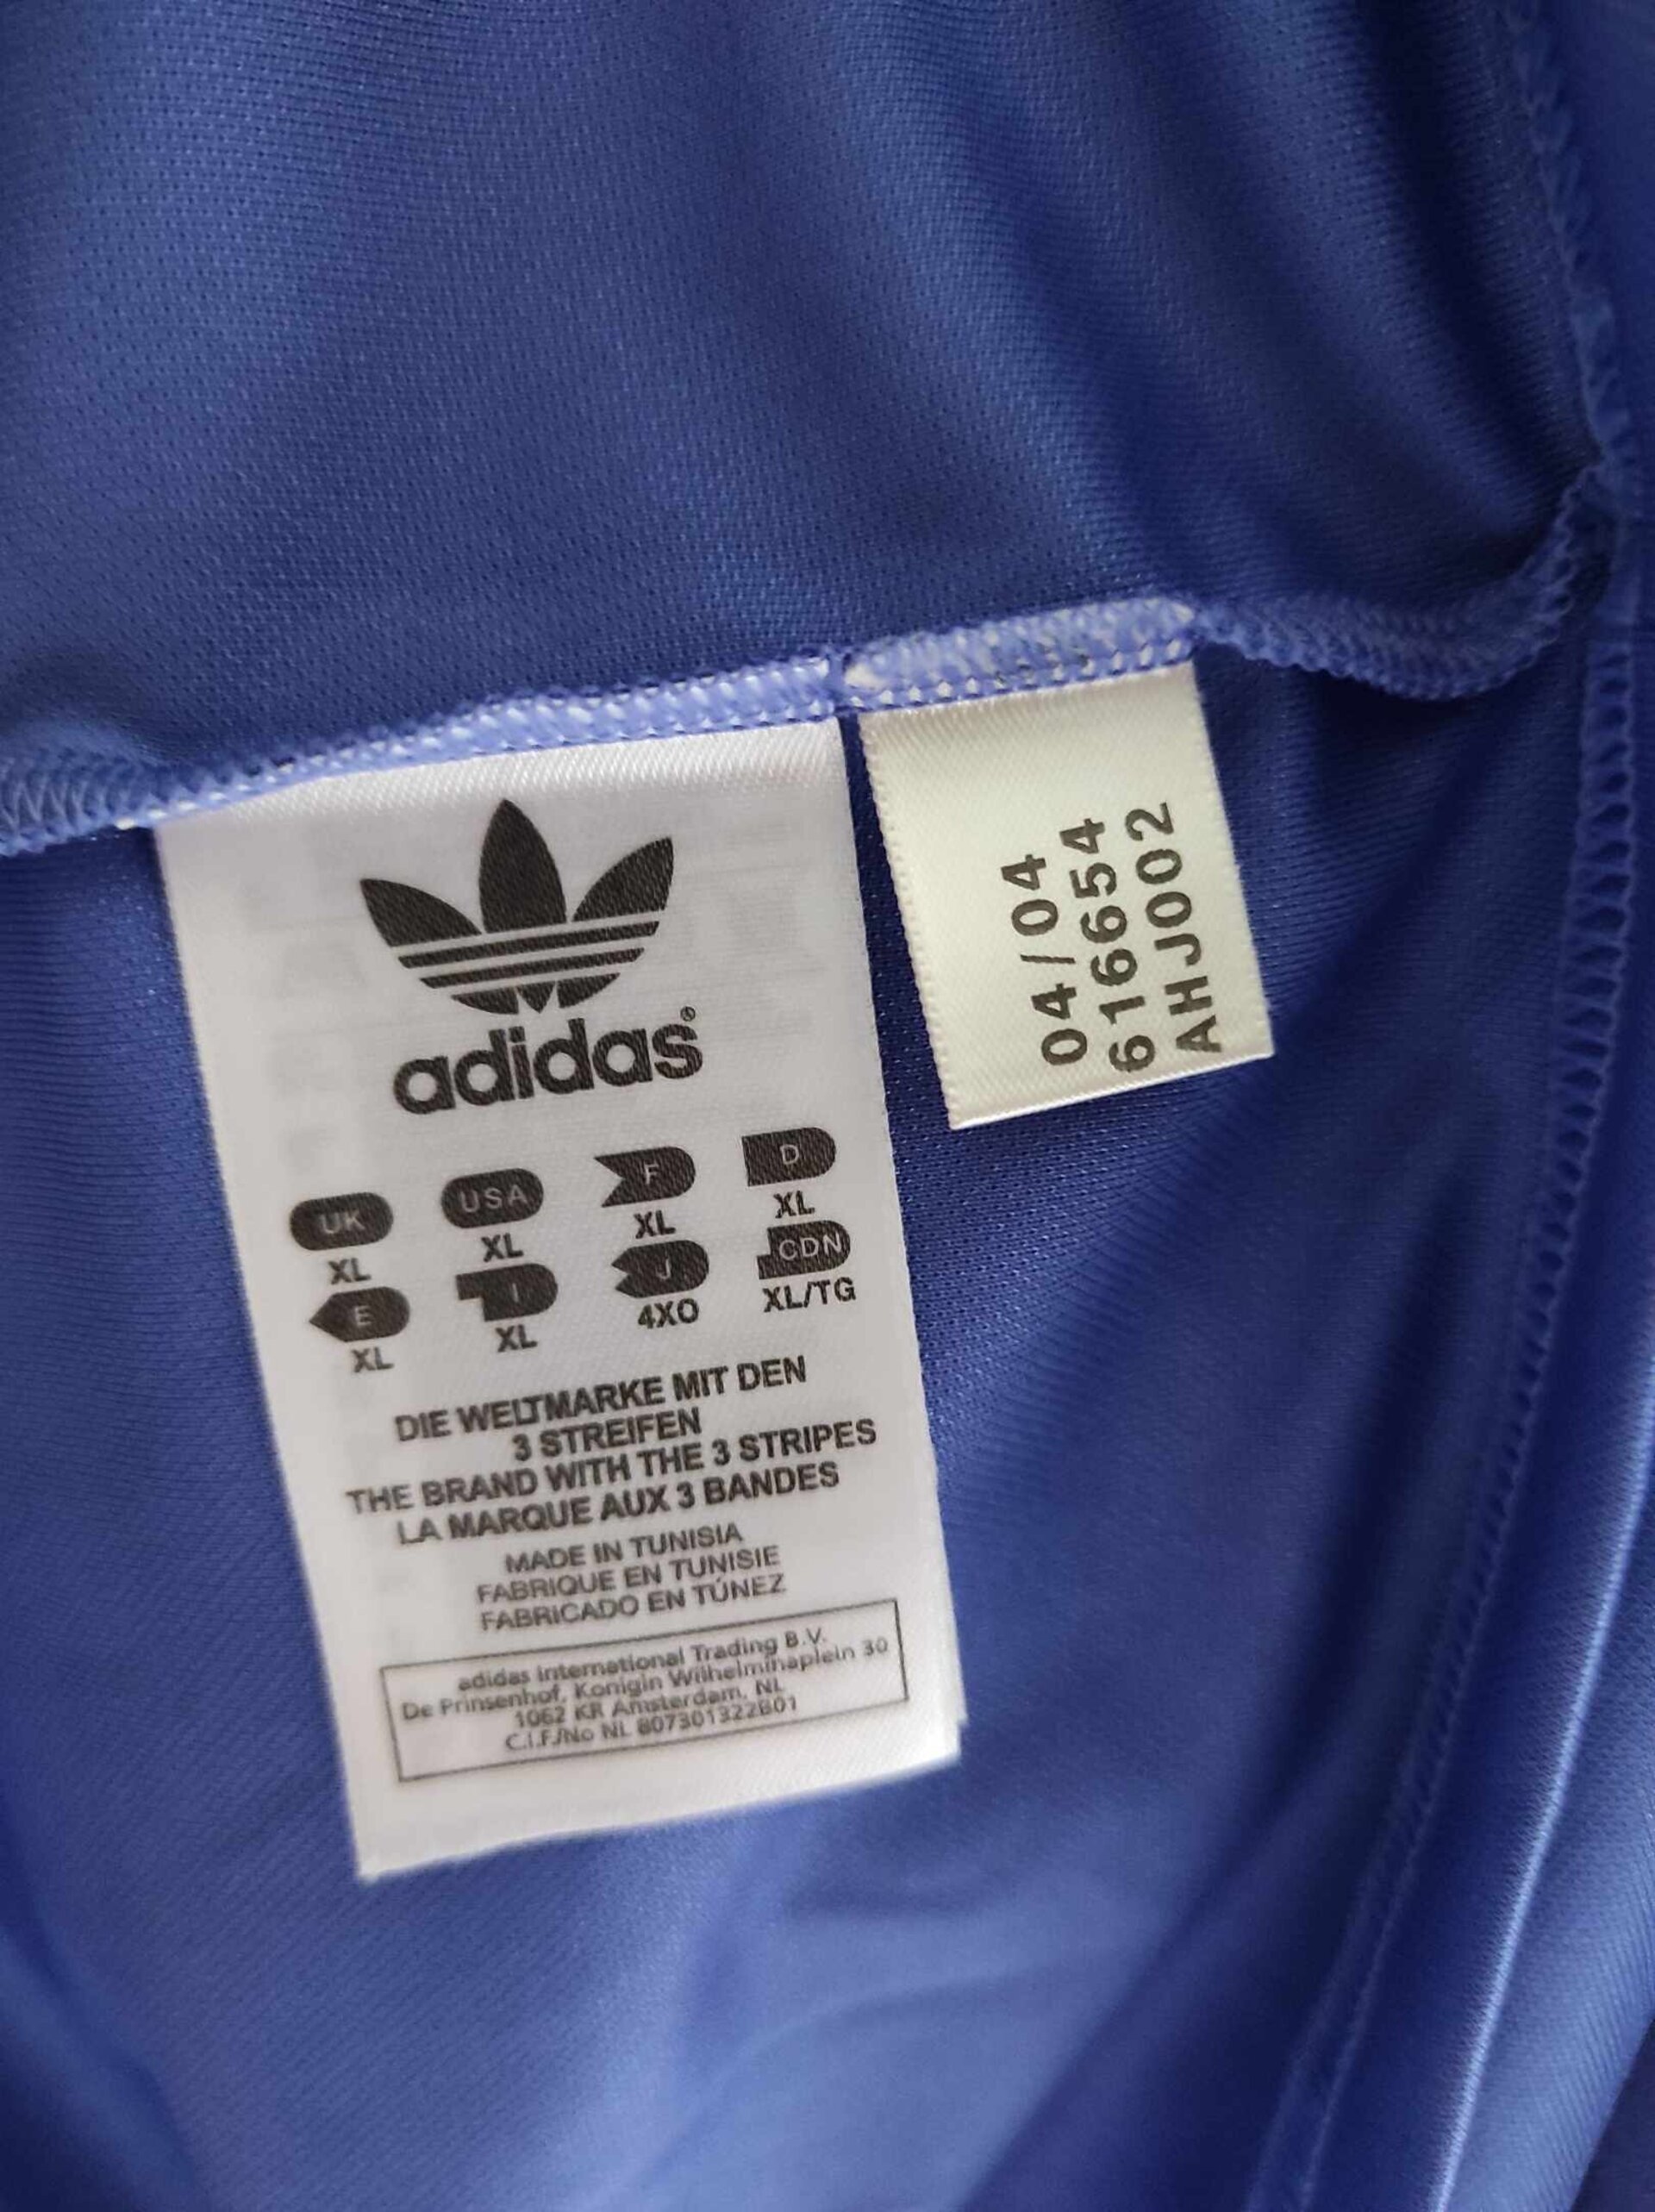 adidas®
UK USA F D
XL XL XL XL
E I J CDN
XL XL 4XO XL/TG
DIE WELTMARKE MIT DEN
3 STREIFEN
THE BRAND WITH THE 3 STRIPES
LA MARQUE AUX 3 BANDES
MADE IN TUNISIA
FABRIQUE EN TUNISIE
FABRICADO EN TÚNEZ
adidas International Trading B.V.
De Prinsenhof, Konigin Wilhelminaplein 30
1062 KR Amsterdam, NL
C.I.F./No NL 807301322B01
04/04
616654
AHJ002